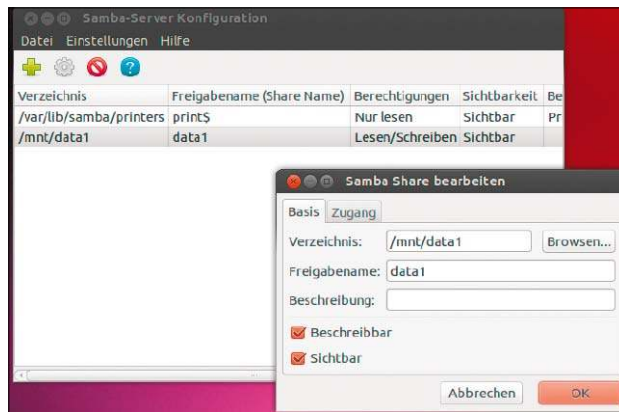 Samba-Server Konfiguration
Datei Einstellungen Hilfe
Verzeichnis Freigabename (Share Name) Berechtigungen Sichtbarkeit Be
/var/lib/samba/printers print$ Nur lesen Sichtbar Pr
/mnt/data1 data1 Lesen/Schreiben Sichtbar
Samba Share bearbeiten
Basis Zugang
Verzeichnis: /mnt/data1 Browsen...
Freigabename: data1
Beschreibung:
Beschreibbar
Sichtbar
Abbrechen OK